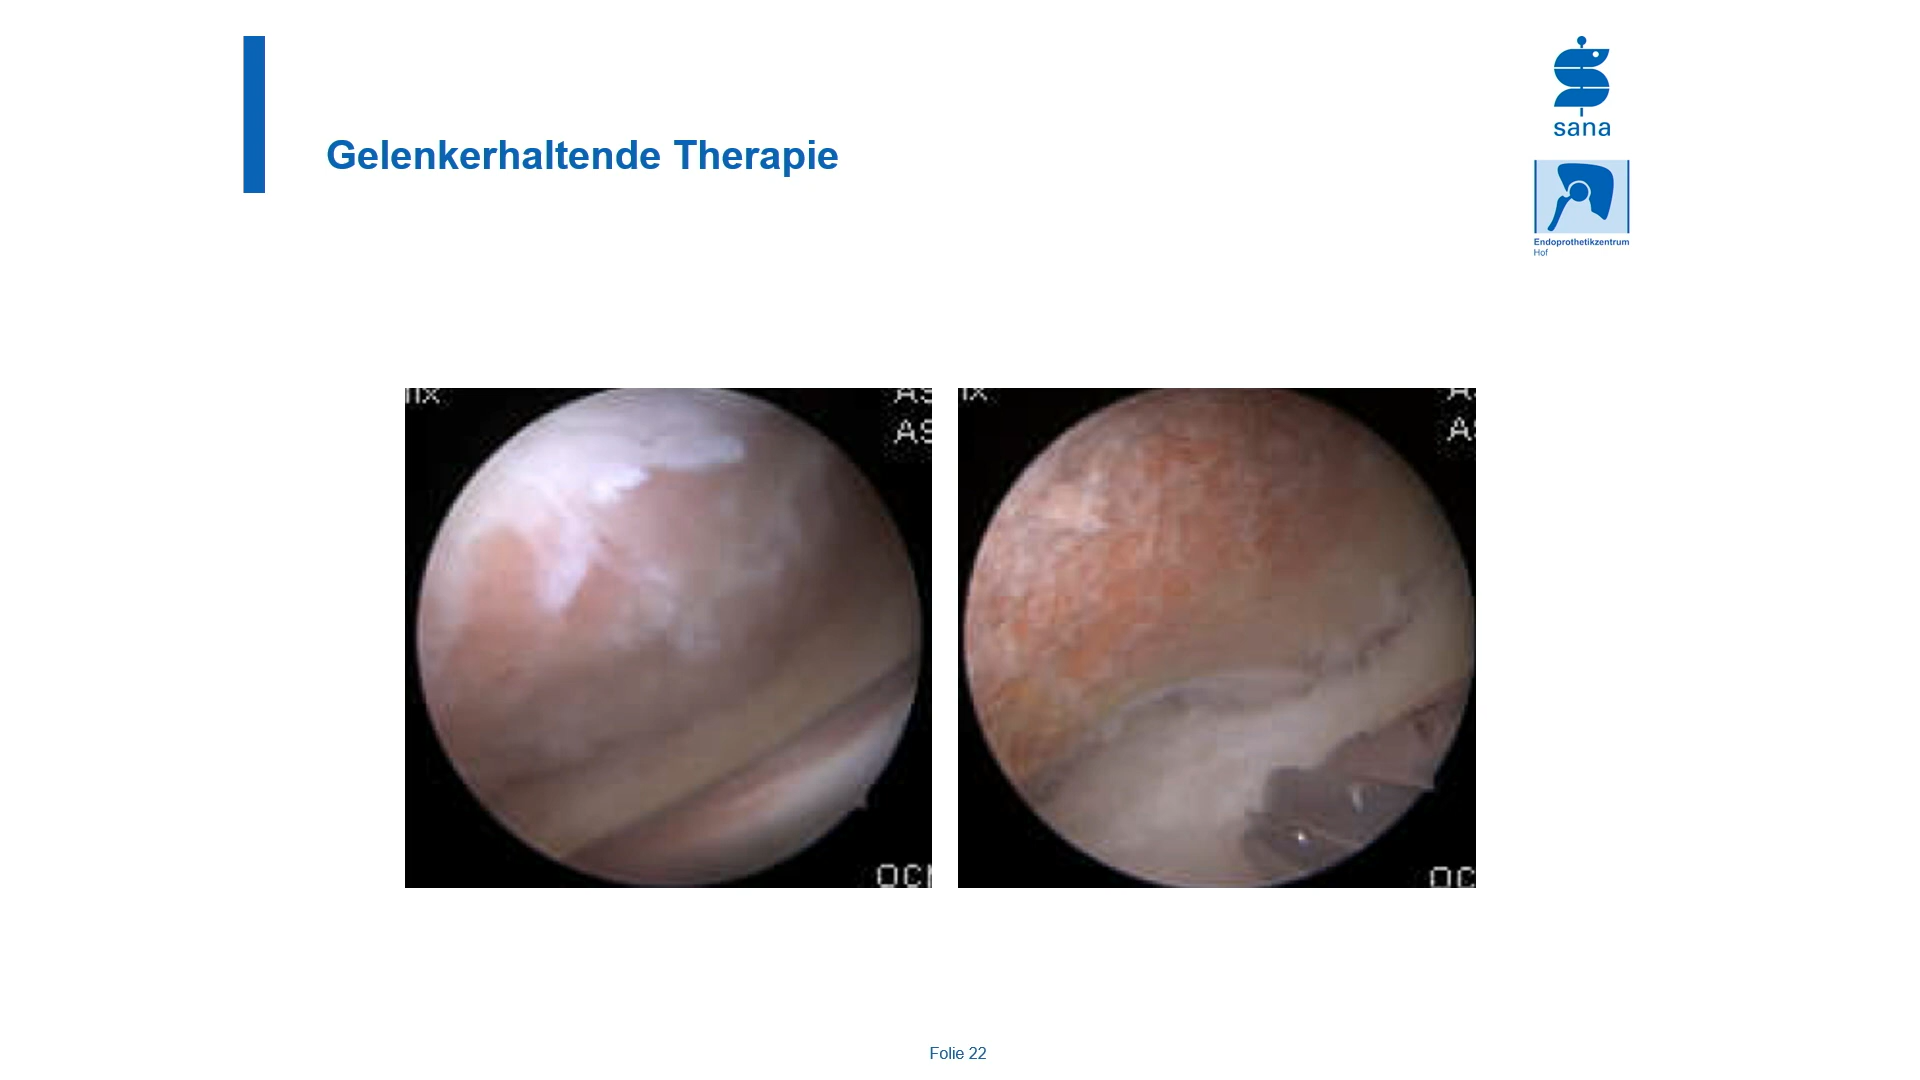 Gelenkerhaltende Therapie
sana
Endoprothetikzentrum
Hof
Folie 22